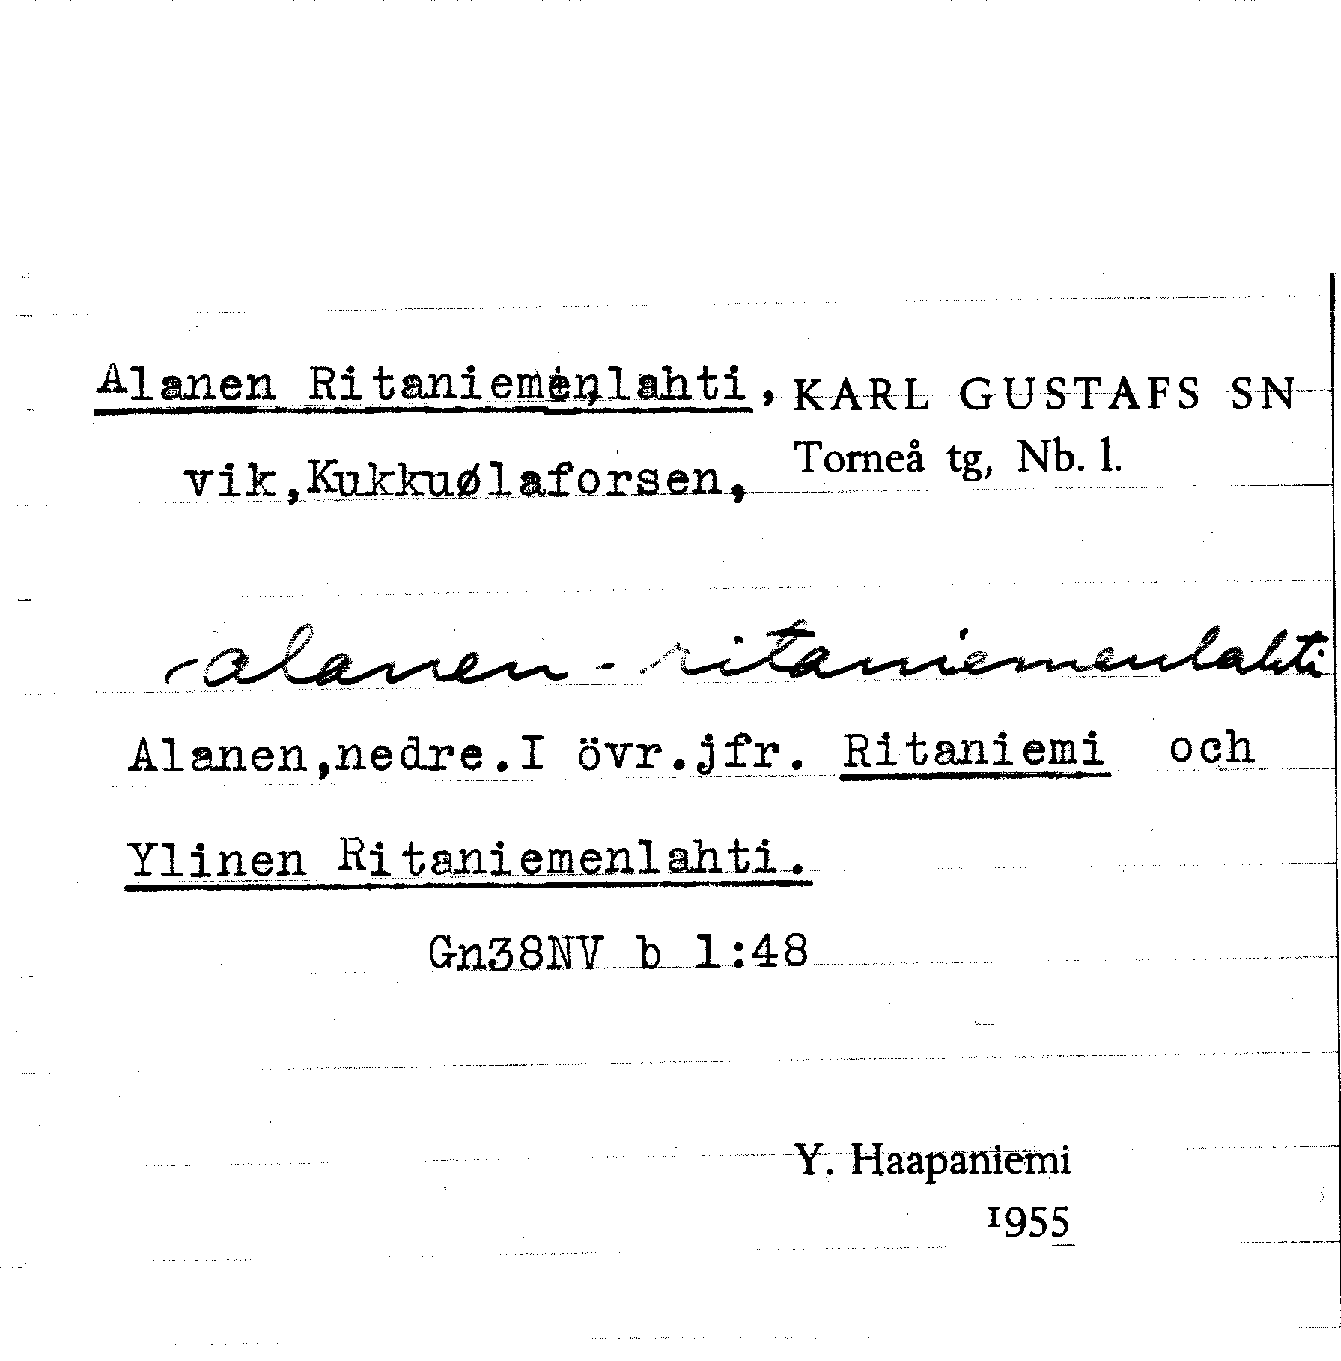 Alanen Ritaniemenlahti, KARL GUSTAFS SN
vik,Kukkuølaforsen, Torneå tg, Nb. l.
alanen-ritaniemenlahti
Alanen,nedre.I övr.jfr. Ritaniemi och
Ylinen Ritaniemenlahti.
Gn38NV b 1:48
Y. Haapaniemi
1955